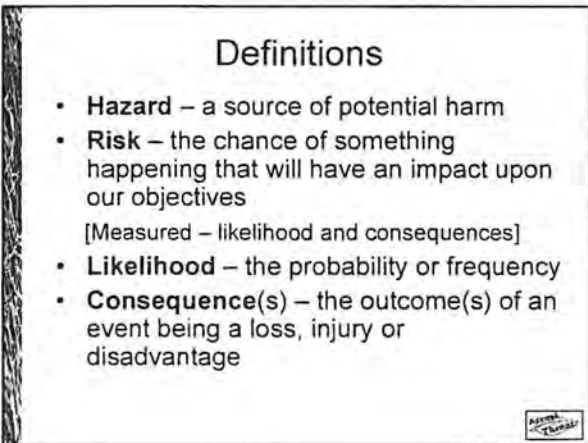 Definitions
• Hazard – a source of potential harm
• Risk – the chance of something
happening that will have an impact upon
our objectives
[Measured – likelihood and consequences]
• Likelihood – the probability or frequency
• Consequence(s) – the outcome(s) of an
event being a loss, injury or
disadvantage